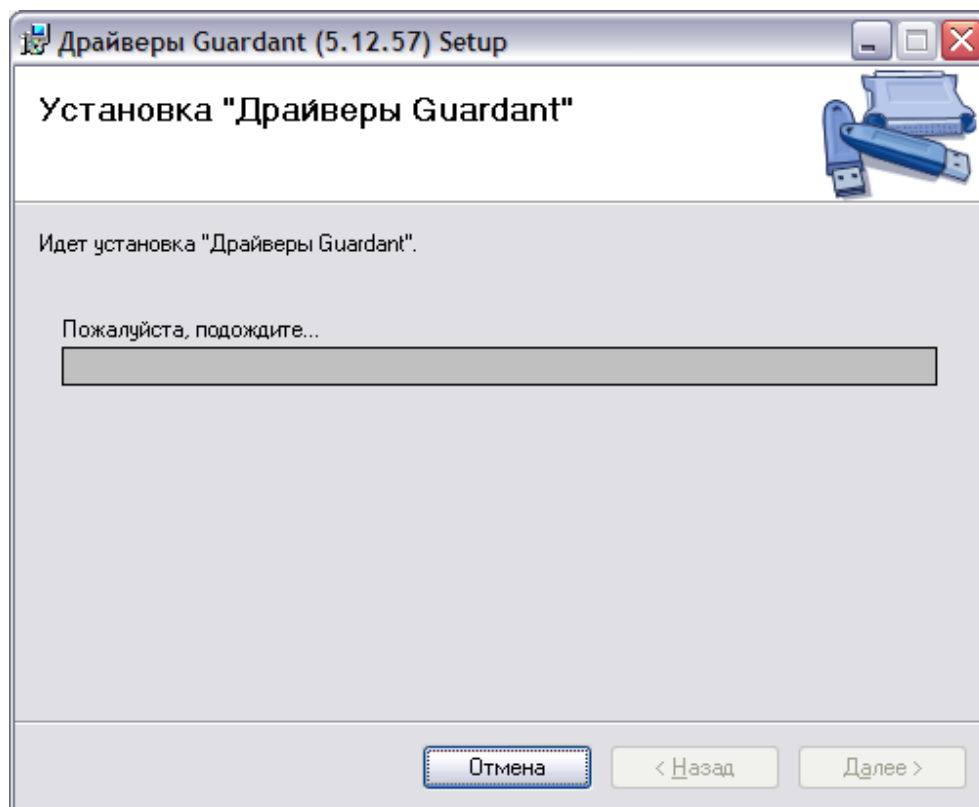 Драйверы Guardant (5.12.57) Setup
Установка "Драйверы Guardant"
Идет установка "Драйверы Guardant".
Пожалуйста, подождите...
Отмена
< Назад
Далее >